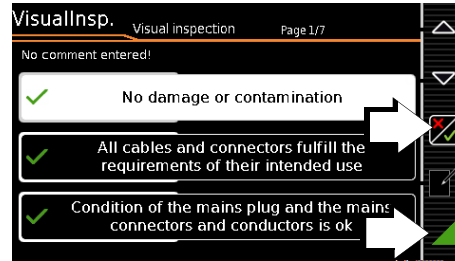 VisualInsp. Visual inspection Page 1/7
No comment entered!
No damage or contamination
All cables and connectors fulfill the
requirements of their intended use
Condition of the mains plug and the mains
connectors and conductors is ok